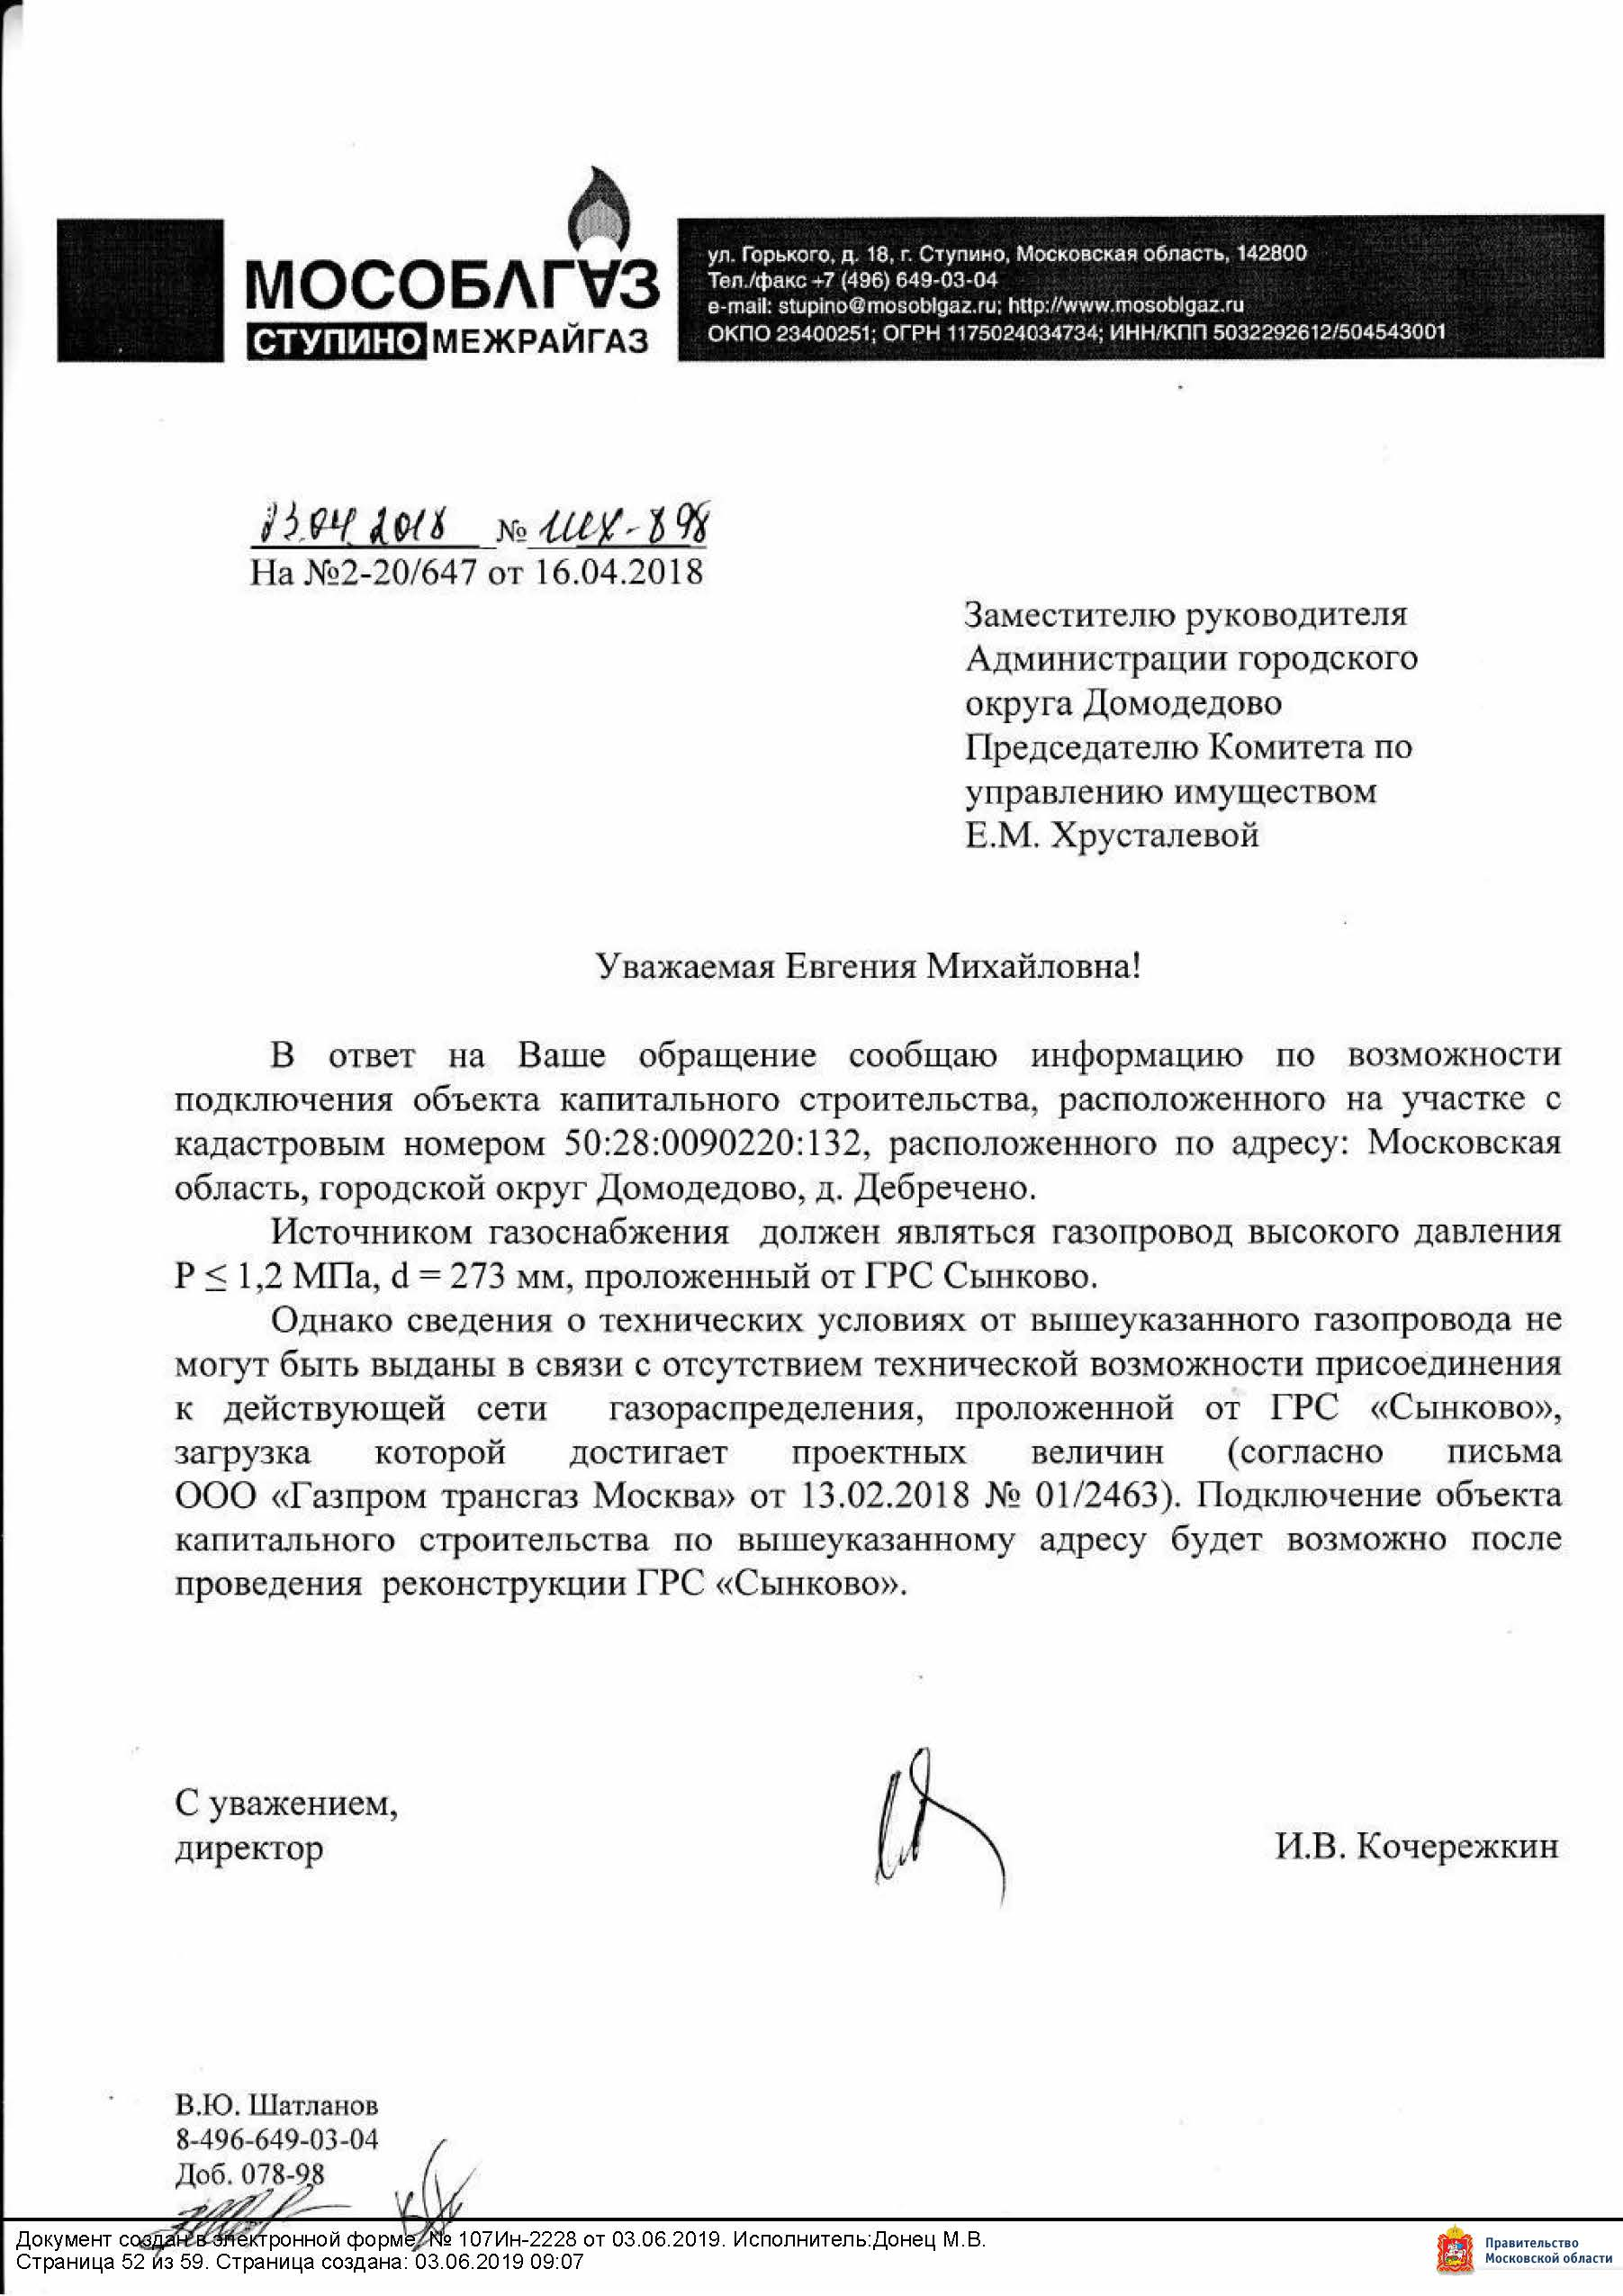 МОСОБЛГАЗ
СТУПИНО МЕЖРАЙГАЗ
ул. Горького, д. 18, г. Ступино, Московская область, 142800
Тел./факс +7 (496) 649-03-04
e-mail: stupino@mosoblgaz.ru; http://www.mosoblgaz.ru
ОКПО 23400251; ОГРН 1175024034734; ИНН/КПП 5032292612/504543001
23.04.2018 № исх-898
На №2-20/647 от 16.04.2018
Заместителю руководителя
Администрации городского
округа Домодедово
Председателю Комитета по
управлению имуществом
Е.М. Хрусталевой
Уважаемая Евгения Михайловна!
В ответ на Ваше обращение сообщаю информацию по возможности
подключения объекта капитального строительства, расположенного на участке с
кадастровым номером 50:28:0090220:132, расположенного по адресу: Московская
область, городской округ Домодедово, д. Дебречено.
Источником газоснабжения должен являться газопровод высокого давления
Р ≤ 1,2 МПа, d = 273 мм, проложенный от ГРС Сынково.
Однако сведения о технических условиях от вышеуказанного газопровода не
могут быть выданы в связи с отсутствием технической возможности присоединения
к действующей сети газораспределения, проложенной от ГРС «Сынково»,
загрузка которой достигает проектных величин (согласно письма
ООО «Газпром трансгаз Москва» от 13.02.2018 № 01/2463). Подключение объекта
капитального строительства по вышеуказанному адресу будет возможно после
проведения реконструкции ГРС «Сынково».
С уважением,
директор
И.В. Кочережкин
В.Ю. Шатланов
8-496-649-03-04
Доб. 078-98
Документ создан в электронной форме. № 107Ин-2228 от 03.06.2019. Исполнитель:Донец М.В.
Страница 52 из 59. Страница создана: 03.06.2019 09:07
Правительство
Московской области